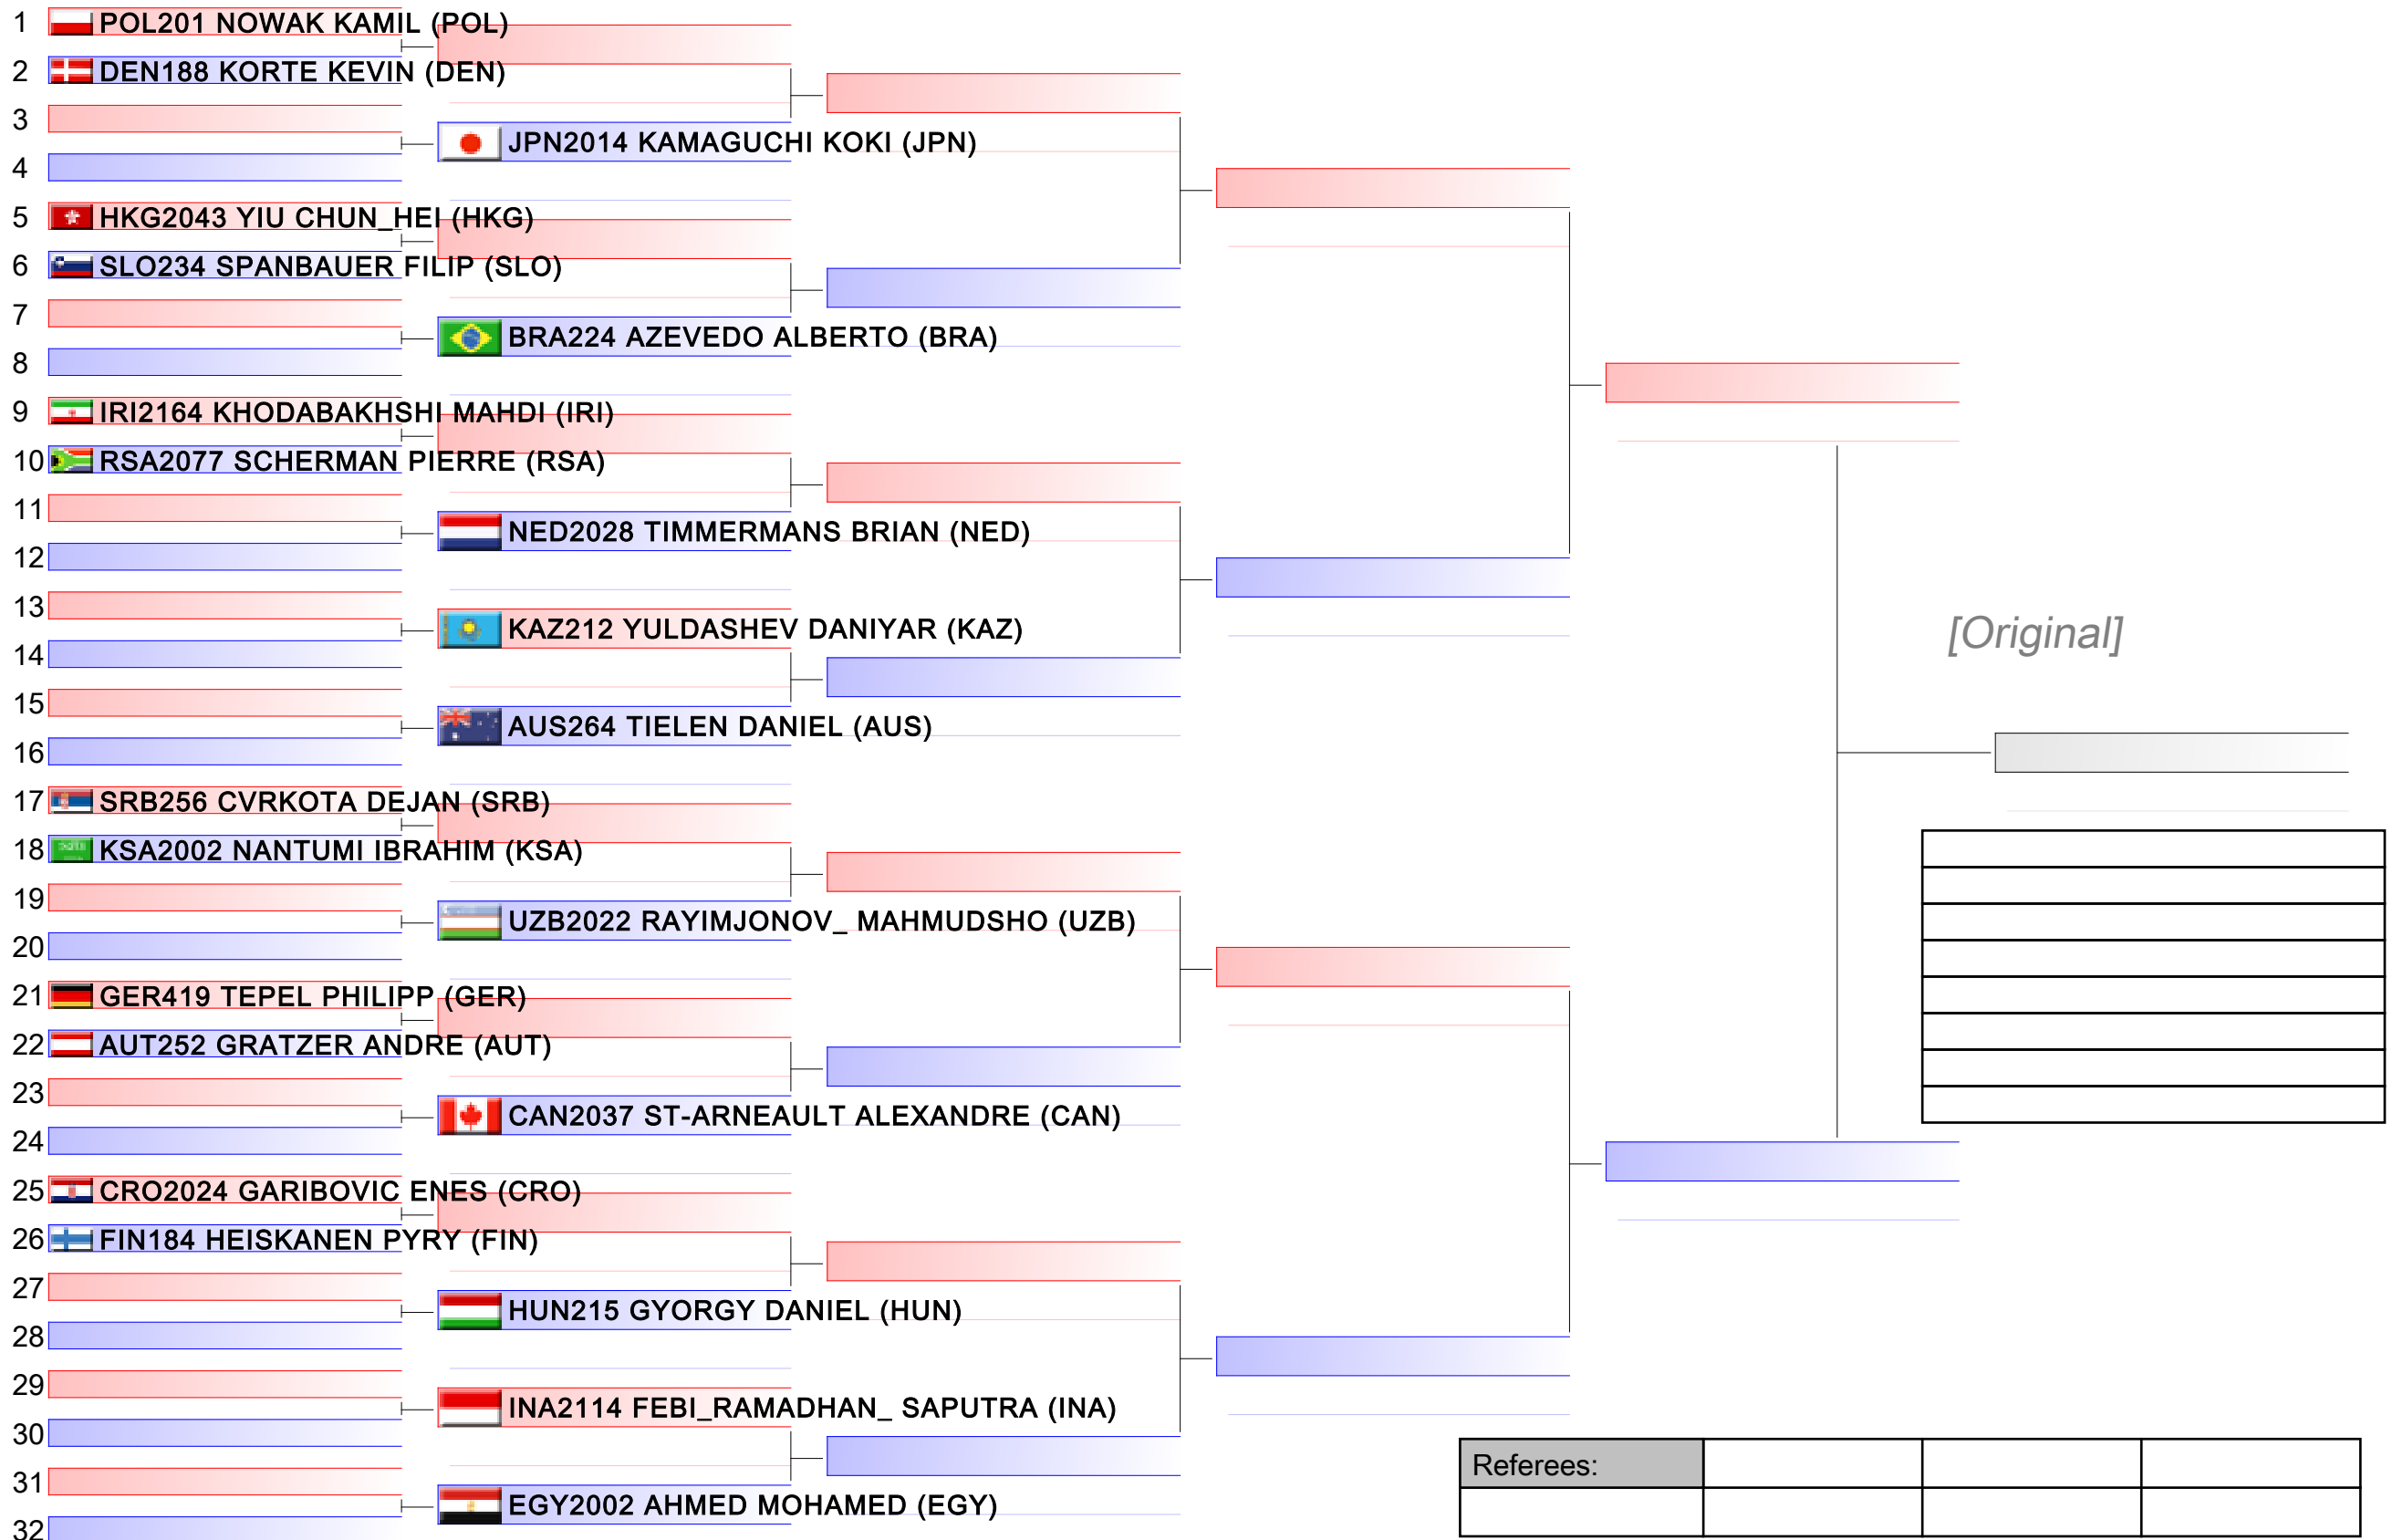 1 POL201 NOWAK KAMIL (POL)
2 DEN188 KORTE KEVIN (DEN)
3
JPN2014 KAMAGUCHI KOKI (JPN)
4
5 HKG2043 YIU CHUN_HEI (HKG)
6 SLO234 SPANBAUER FILIP (SLO)
7
BRA224 AZEVEDO ALBERTO (BRA)
8
9 IRI2164 KHODABAKHSHI MAHDI (IRI)
10 RSA2077 SCHERMAN PIERRE (RSA)
11
NED2028 TIMMERMANS BRIAN (NED)
12
13
KAZ212 YULDASHEV DANIYAR (KAZ)
[Original]
14
15
AUS264 TIELEN DANIEL (AUS)
16
17 SRB256 CVRKOTA DEJAN (SRB)
18 KSA2002 NANTUMI IBRAHIM (KSA)
19
UZB2022 RAYIMJONOV_ MAHMUDSHO (UZB)
20
21 GER419 TEPEL PHILIPP (GER)
22 AUT252 GRATZER ANDRE (AUT)
23
CAN2037 ST-ARNEAULT ALEXANDRE (CAN)
24
25 CRO2024 GARIBOVIC ENES (CRO)
26 FIN184 HEISKANEN PYRY (FIN)
27
HUN215 GYORGY DANIEL (HUN)
28
29
INA2114 FEBI_RAMADHAN_ SAPUTRA (INA)
30
Referees:
31
EGY2002 AHMED MOHAMED (EGY)
32